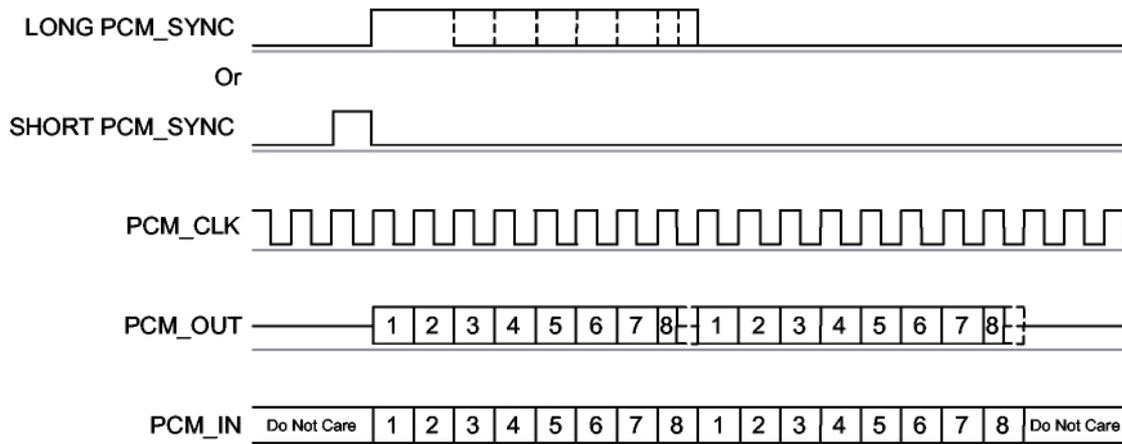 LONG PCM_SYNC
Or
SHORT PCM_SYNC
PCM_CLK
PCM_OUT 1 2 3 4 5 6 7 8 1 2 3 4 5 6 7 8
PCM_IN Do Not Care 1 2 3 4 5 6 7 8 1 2 3 4 5 6 7 8 Do Not Care